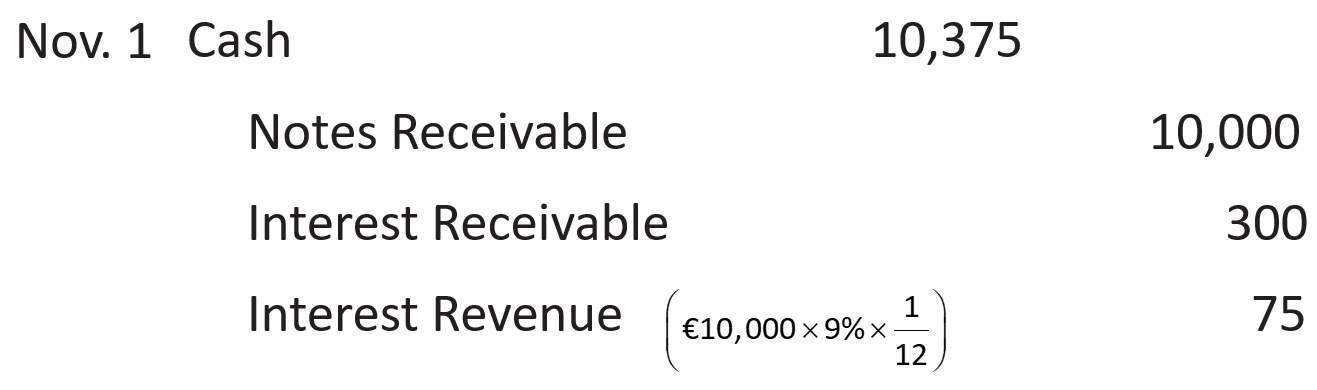 Nov. 1 Cash 10,375
Notes Receivable 10,000
Interest Receivable 300
Interest Revenue (€10,000 × 9% × 1/12) 75